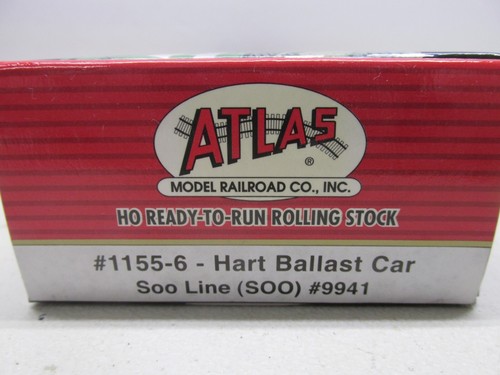 ATLAS
®
MODEL RAILROAD CO., INC.
HO READY-TO-RUN ROLLING STOCK
#1155-6 - Hart Ballast Car
Soo Line (SOO) #9941